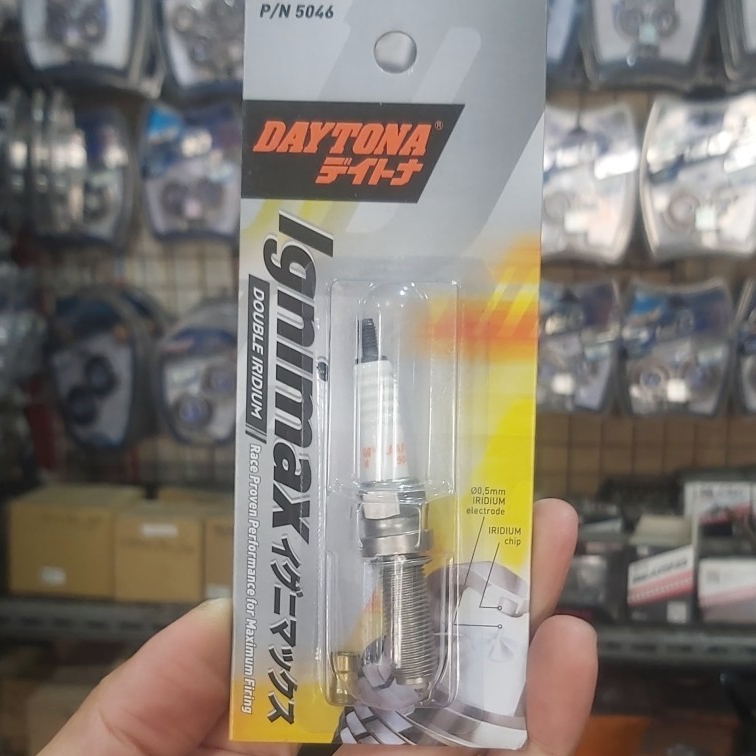 P/N 5046
DAYTONA®
デイトナ
Ignimax イグニマックス
DOUBLE IRIDIUM
Race Proven Performance for Maximum Firing
Ø0,5mm
IRIDIUM
electrode
IRIDIUM
chip